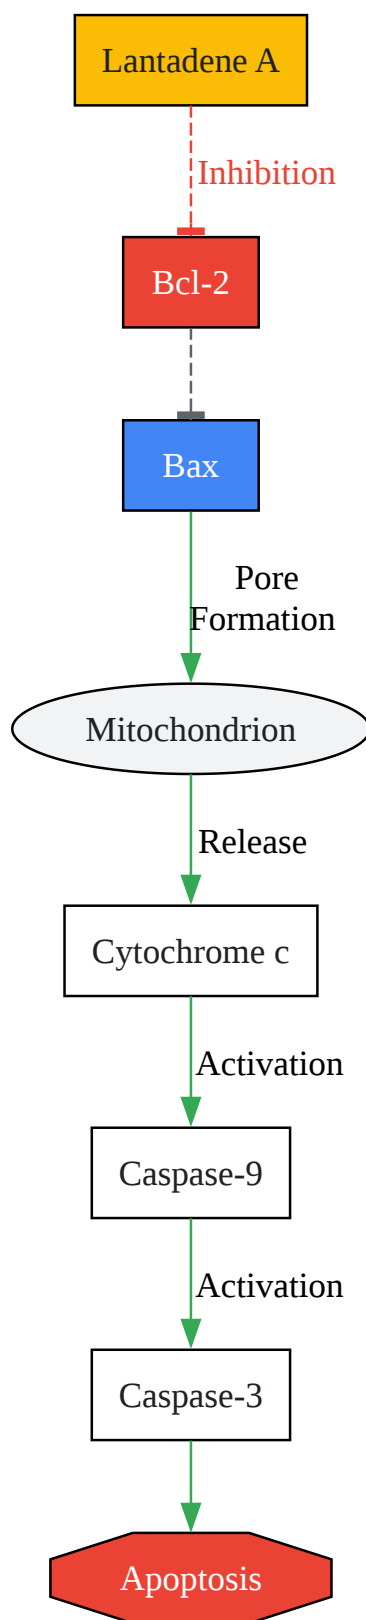 Lantadene A
Inhibition
Bcl-2
Bax
Pore
Formation
Mitochondrion
Release
Cytochrome c
Activation
Caspase-9
Activation
Caspase-3
Apoptosis